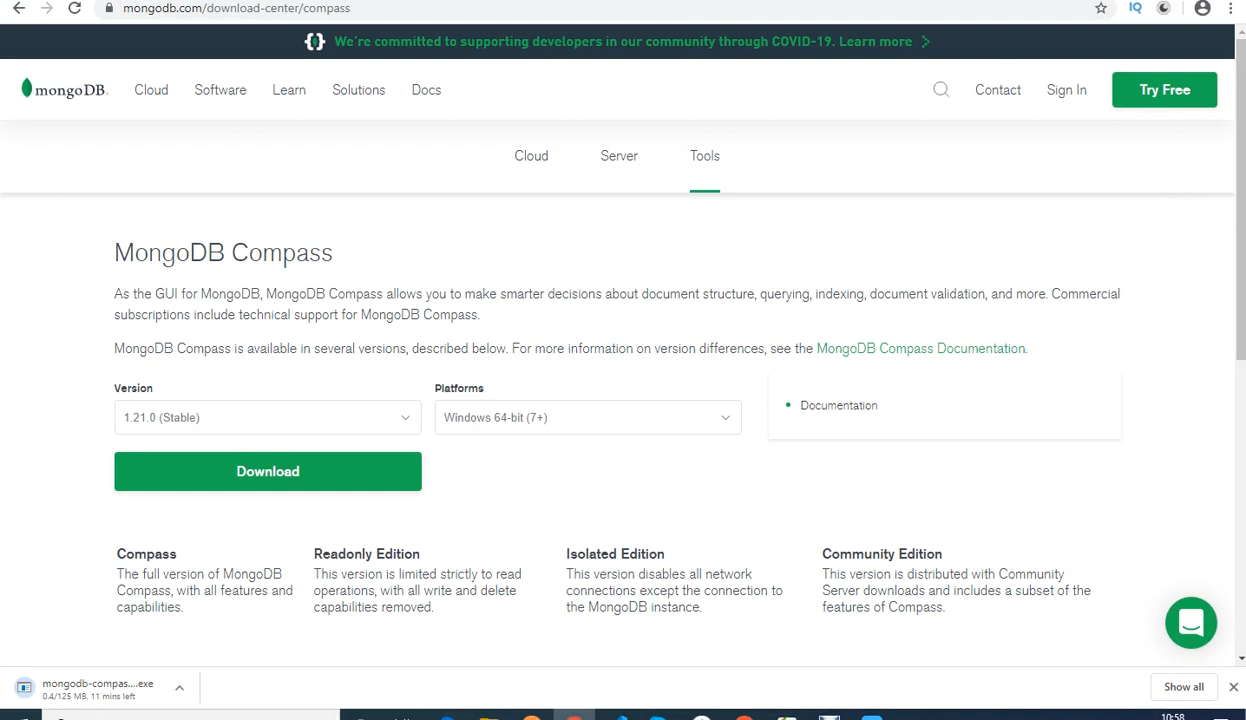 mongodb.com/download-center/compass
IQ
We're committed to supporting developers in our community through COVID-19. Learn more
mongoDB.
Cloud
Software
Learn
Solutions
Docs
Contact
Sign In
Try Free
Cloud
Server
Tools
MongoDB Compass
As the GUI for MongoDB, MongoDB Compass allows you to make smarter decisions about document structure, querying, indexing, document validation, and more. Commercial
subscriptions include technical support for MongoDB Compass.
MongoDB Compass is available in several versions, described below. For more information on version differences, see the MongoDB Compass Documentation.
Version
Platforms
1.21.0 (Stable)
Windows 64-bit (7+)
Documentation
Download
Compass
The full version of MongoDB
Compass, with all features and
capabilities.
Readonly Edition
This version is limited strictly to read
operations, with all write and delete
capabilities removed.
Isolated Edition
This version disables all network
connections except the connection to
the MongoDB instance.
Community Edition
This version is distributed with Community
Server downloads and includes a subset of the
features of Compass.
mongodb-compas....exe
0.4/125 MB, 11 mins left
Show all
10:58